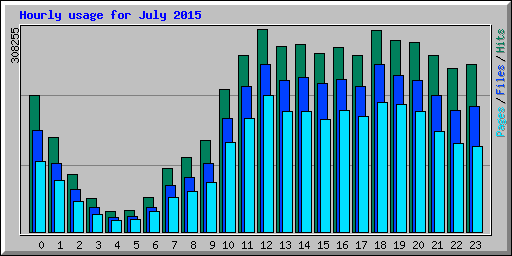 Hourly usage for July 2015
308255
Pages/Files/Hits
0 1 2 3 4 5 6 7 8 9 10 11 12 13 14 15 16 17 18 19 20 21 22 23